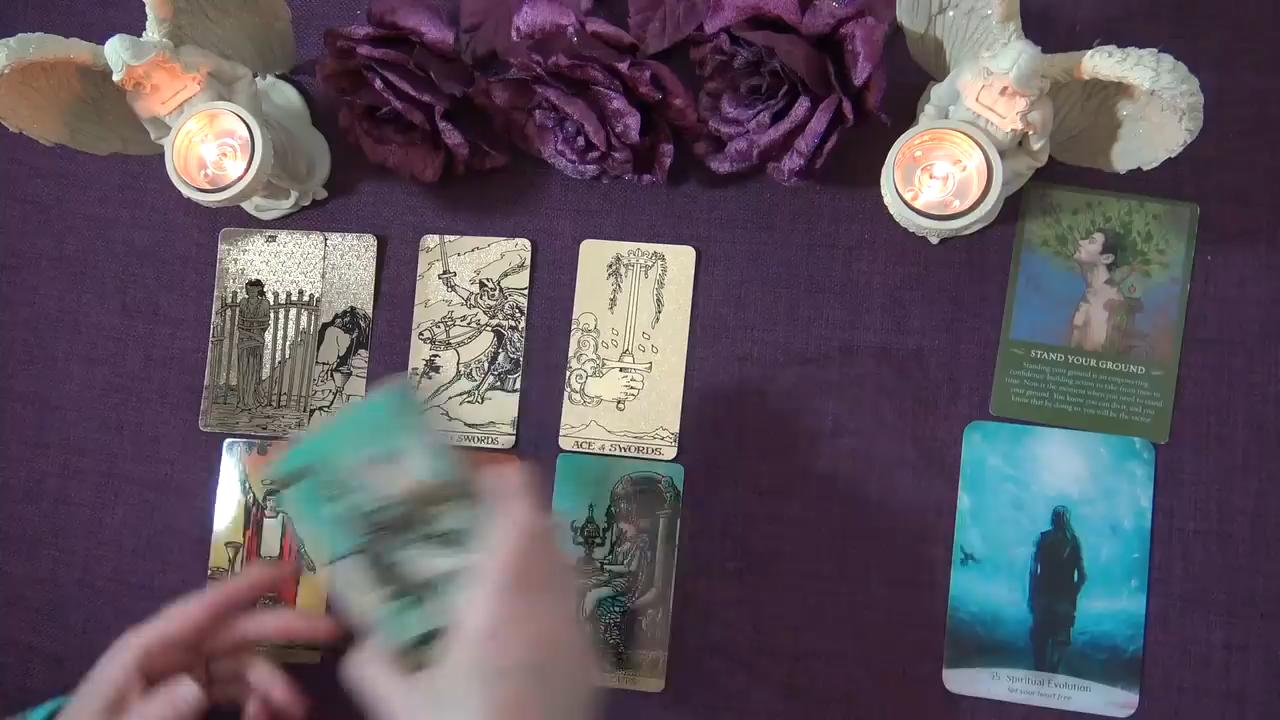 SWORDS.
ACE of SWORDS.
CUPS
STAND YOUR GROUND
Standing your ground is an empowering,
confidence-building action to take from time to
time. Now is the moment when you need to stand
your ground. You know you can do it, and you
know that by doing so, you will be the victor
35 Spiritual Evolution
Set your heart free